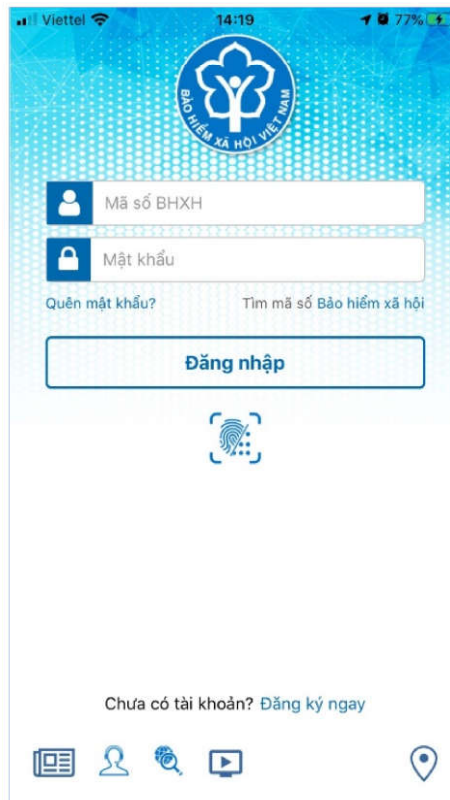 Viettel 14:19 77%
BẢO HIỂM XÃ HỘI VIỆT NAM
Mã số BHXH
Mật khẩu
Quên mật khẩu? Tìm mã số Bảo hiểm xã hội
Đăng nhập
Chưa có tài khoản? Đăng ký ngay